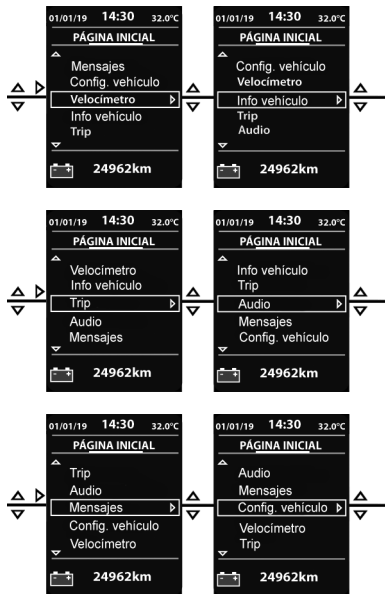 01/01/19 14:30 32.0°C
PÁGINA INICIAL
Mensajes
Config. vehículo
Velocímetro
Info vehículo
Trip
24962km
01/01/19 14:30 32.0°C
PÁGINA INICIAL
Config. vehículo
Velocímetro
Info vehículo
Trip
Audio
24962km
01/01/19 14:30 32.0°C
PÁGINA INICIAL
Velocímetro
Info vehículo
Trip
Audio
Mensajes
24962km
01/01/19 14:30 32.0°C
PÁGINA INICIAL
Info vehículo
Trip
Audio
Mensajes
Config. vehículo
24962km
01/01/19 14:30 32.0°C
PÁGINA INICIAL
Trip
Audio
Mensajes
Config. vehículo
Velocímetro
24962km
01/01/19 14:30 32.0°C
PÁGINA INICIAL
Audio
Mensajes
Config. vehículo
Velocímetro
Trip
24962km